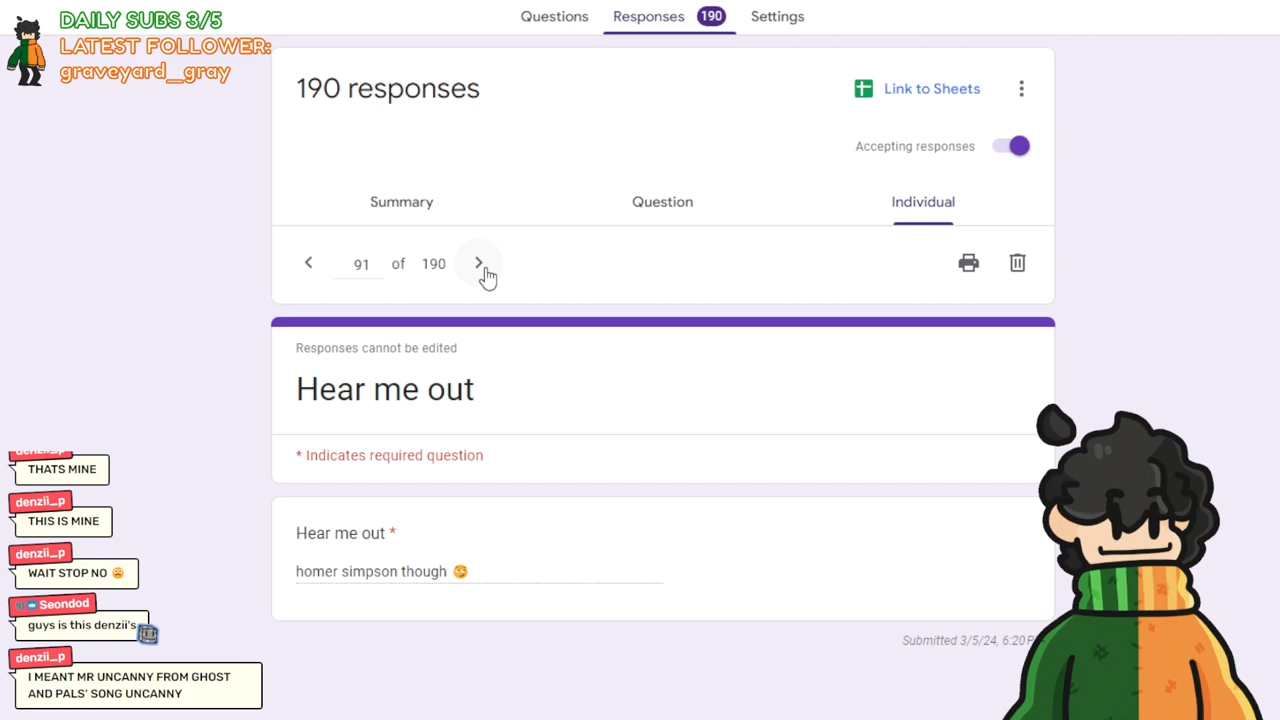 DAILY SUBS 3/5
LATEST FOLLOWER:
graveyard_gray
Questions
Responses 190
Settings
190 responses
Link to Sheets
Accepting responses
Summary
Question
Individual
91 of 190
Responses cannot be edited
Hear me out
* Indicates required question
Hear me out *
homer simpson though
Submitted 3/5/24, 6:20
denzii_p
THATS MINE
denzii_p
THIS IS MINE
denzii_p
WAIT STOP NO
Seondod
guys is this denzii's
denzii_p
I MEANT MR UNCANNY FROM GHOST
AND PALS' SONG UNCANNY